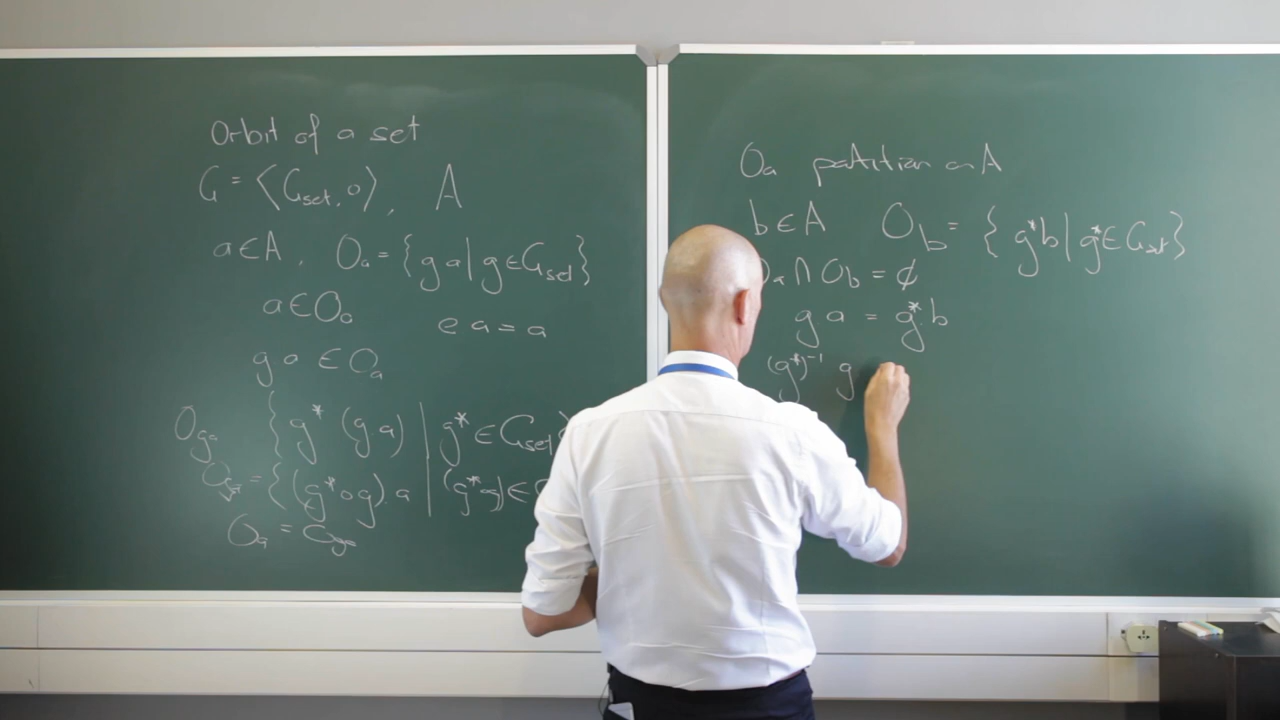 Orbit of a set
G = ⟨G_set, ∘⟩, A
a ∈ A, O_a = {g a | g ∈ G_set}
a ∈ O_a e a = a
g a ∈ O_a
O_ga {g* (g a) | g* ∈ G_set
= {(g* ∘ g) a | (g* g) ∈
O_a = O_ga
O_a partition on A
b ∈ A O_b = {g* b | g* ∈ G_set}
O_a ∩ O_b = ∅
g a = g* b
(g*)⁻¹ g